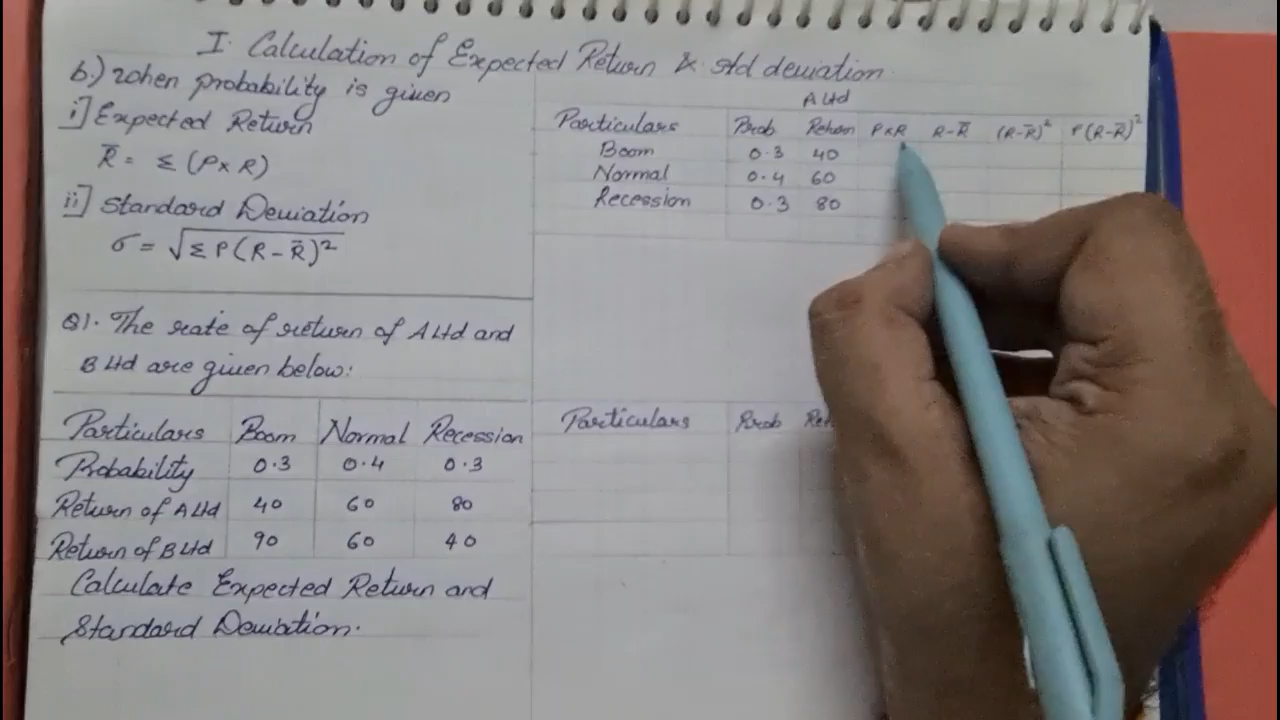 I. Calculation of Expected Return & std deviation
b.) When probability is given
i] Expected Return
R̄ = Σ (P x R)
ii] Standard Deviation
σ = √Σ P (R - R̄)²
Q1. The rate of return of A Ltd and
B Ltd are given below:
Particulars Boom Normal Recession
Probability 0.3 0.4 0.3
Return of A Ltd 40 60 80
Return of B Ltd 90 60 40
Calculate Expected Return and
Standard Deviation.
A Ltd
Particulars Prob Return PxR R-R̄ (R-R̄)² P(R-R̄)²
Boom 0.3 40
Normal 0.4 60
Recession 0.3 80
Particulars Prob